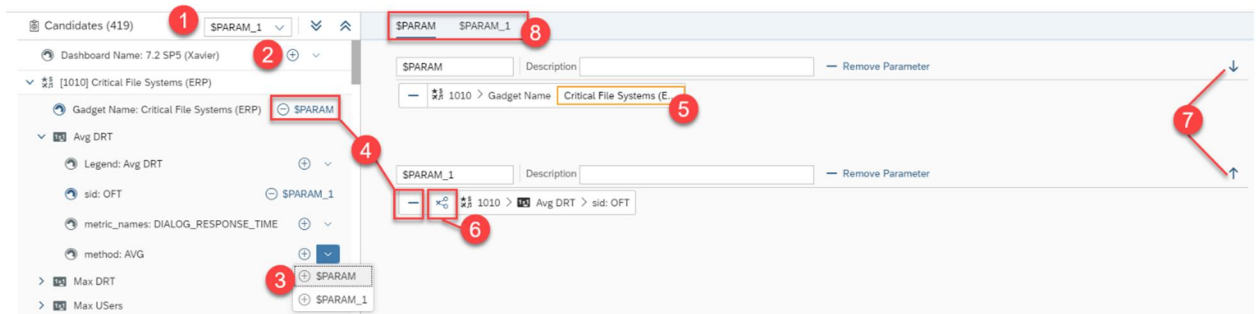 Candidates (419)
1
$PARAM_1
$PARAM
$PARAM_1
8
Dashboard Name: 7.2 SP5 (Xavier)
2
$PARAM
Description
Remove Parameter
[1010] Critical File Systems (ERP)
1010 > Gadget Name
Critical File Systems (E...
5
Gadget Name: Critical File Systems (ERP)
$PARAM
7
Avg DRT
4
Legend: Avg DRT
$PARAM_1
Description
Remove Parameter
sid: OFT
$PARAM_1
1010 > Avg DRT > sid: OFT
metric_names: DIALOG_RESPONSE_TIME
6
method: AVG
3
$PARAM
Max DRT
$PARAM_1
Max USers